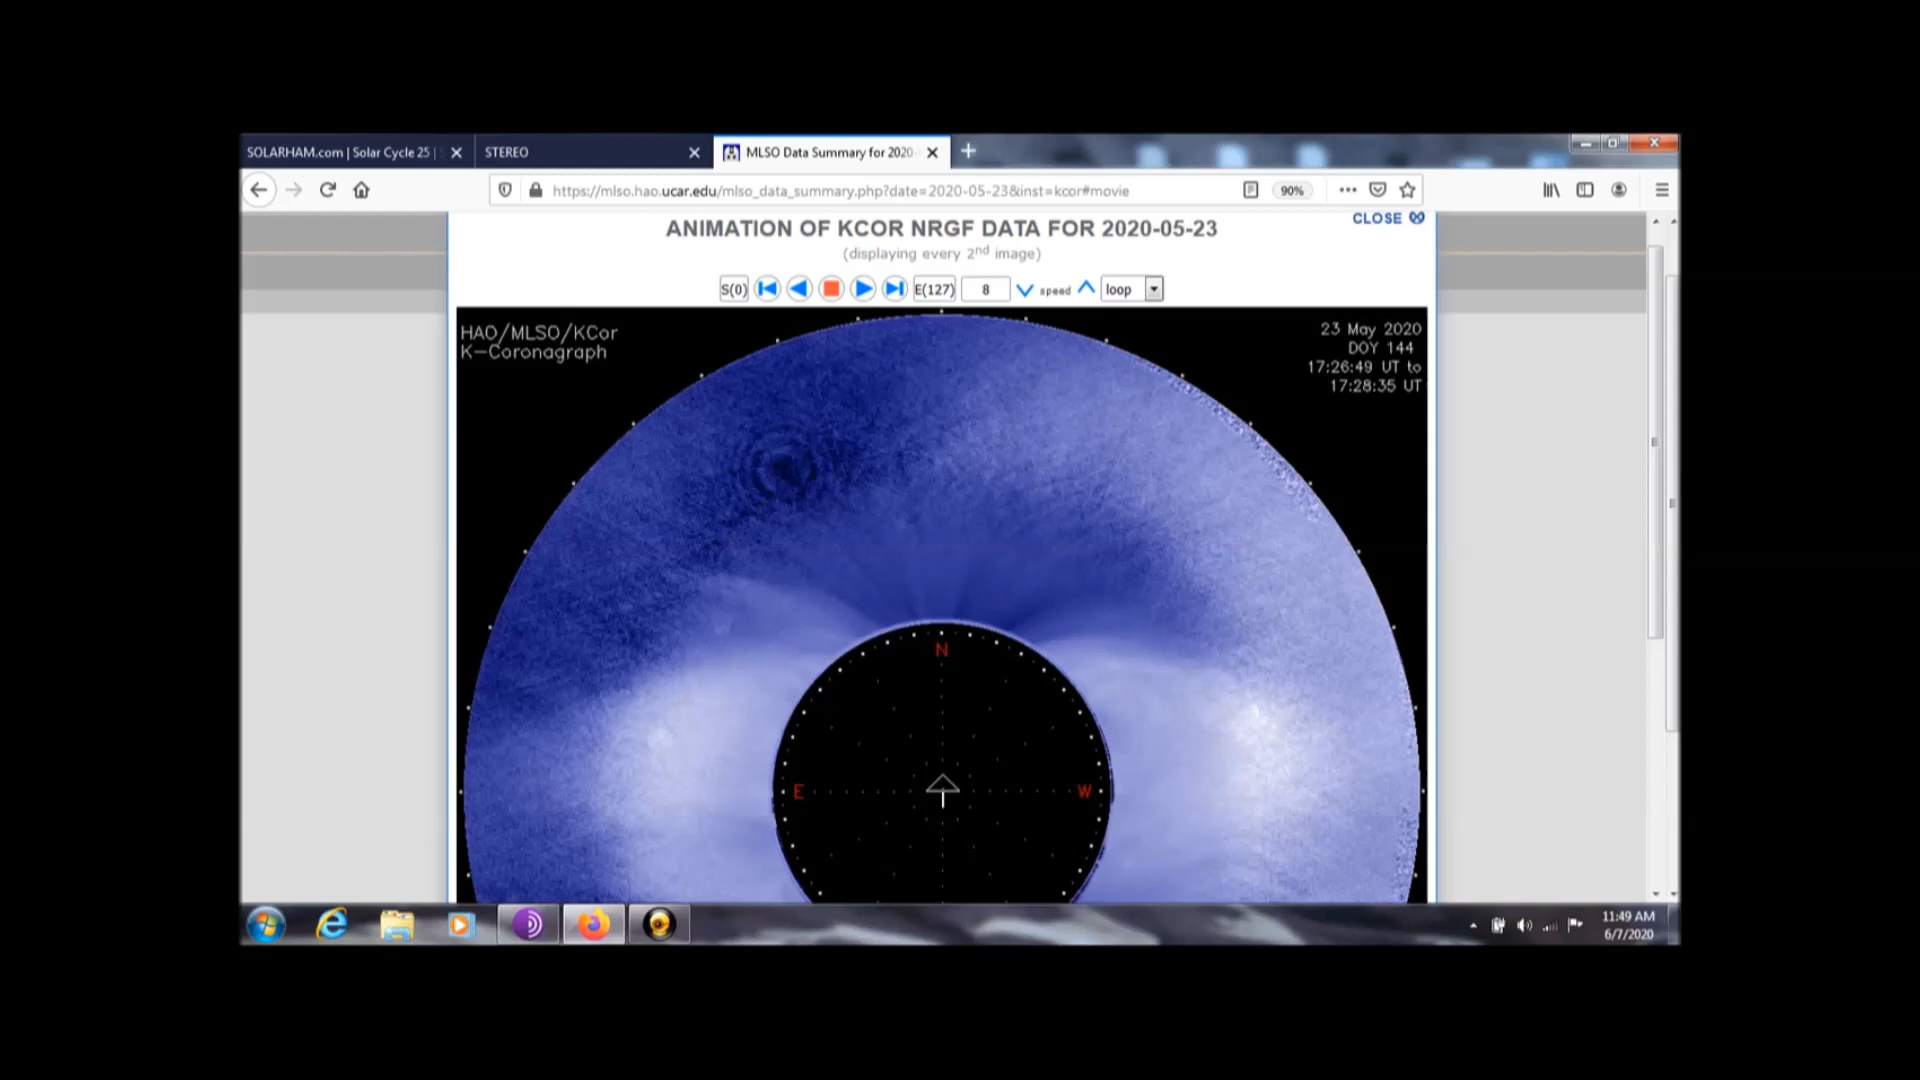 SOLARHAM.com | Solar Cycle 25 |
STEREO
MLSO Data Summary for 2020-
https://mlso.hao.ucar.edu/mlso_data_summary.php?date=2020-05-23&inst=kcor#movie
90%
CLOSE
ANIMATION OF KCOR NRGF DATA FOR 2020-05-23
(displaying every 2nd image)
S(0)
E(127)
8
speed
loop
HAO/MLSO/KCor
K-Coronagraph
23 May 2020
DOY 144
17:26:49 UT to
17:28:35 UT
N
E
W
11:49 AM
6/7/2020